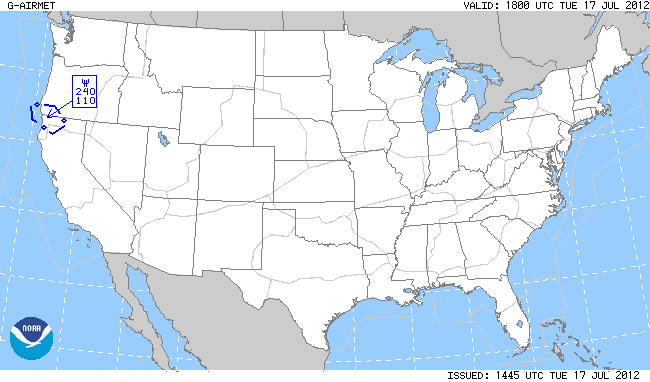 G-AIRMET
VALID: 1800 UTC TUE 17 JUL 2012
240
110
NOAA
ISSUED: 1445 UTC TUE 17 JUL 2012